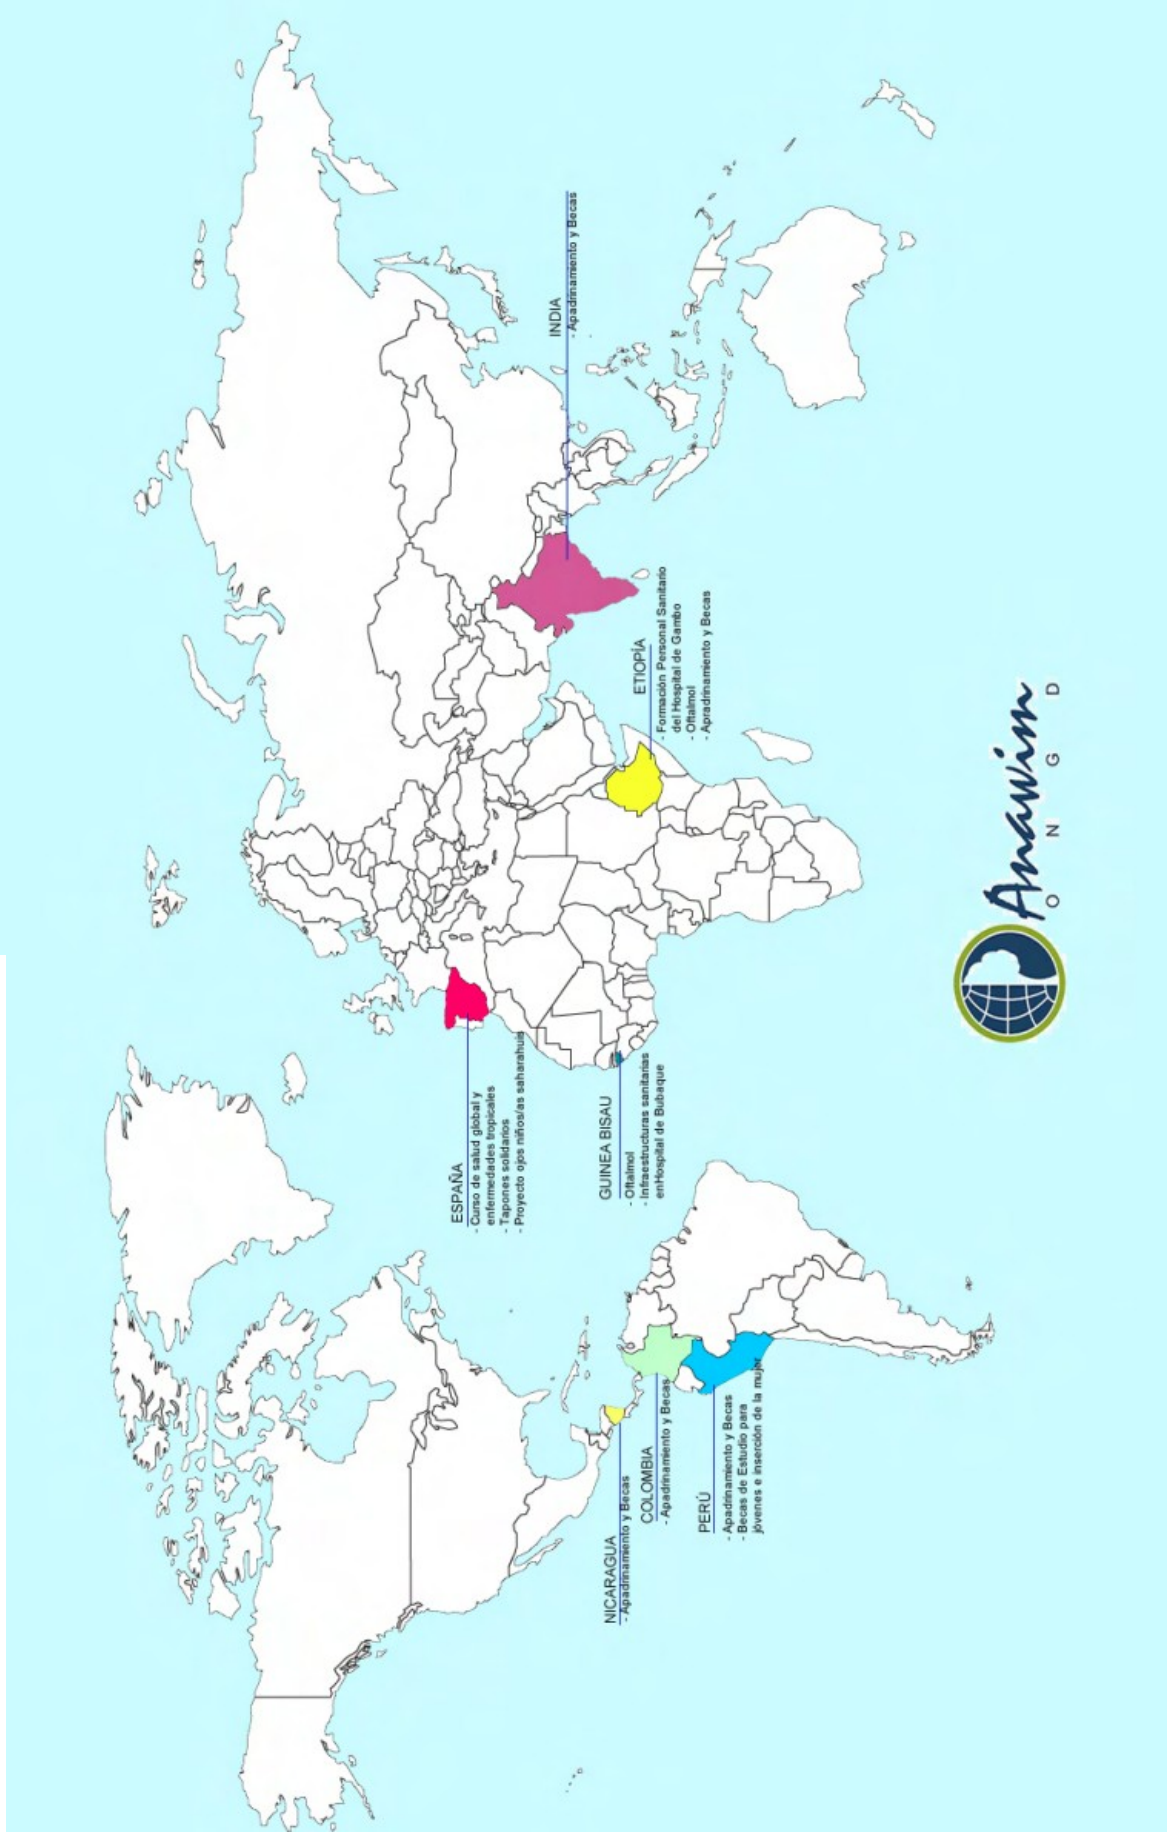 ESPAÑA
- Curso de salud global y
enfermedades tropicales
- Tapones solidarios
- Proyecto ojos niños/as saharahuis
INDIA
- Apadrinamiento y Becas
NICARAGUA
- Apadrinamiento y Becas
GUINEA BISAU
- Oftalmol
- Infraestructuras sanitarias
enHospital de Bubaque
ETIOPÍA
- Formación Personal Sanitario
del Hospital de Gambo
- Oftalmol
- Apradrinamiento y Becas
COLOMBIA
- Apadrinamiento y Becas
PERÚ
- Apadrinamiento y Becas
- Becas de Estudio para
jóvenes e inserción de la mujer
Anawim
O N G D